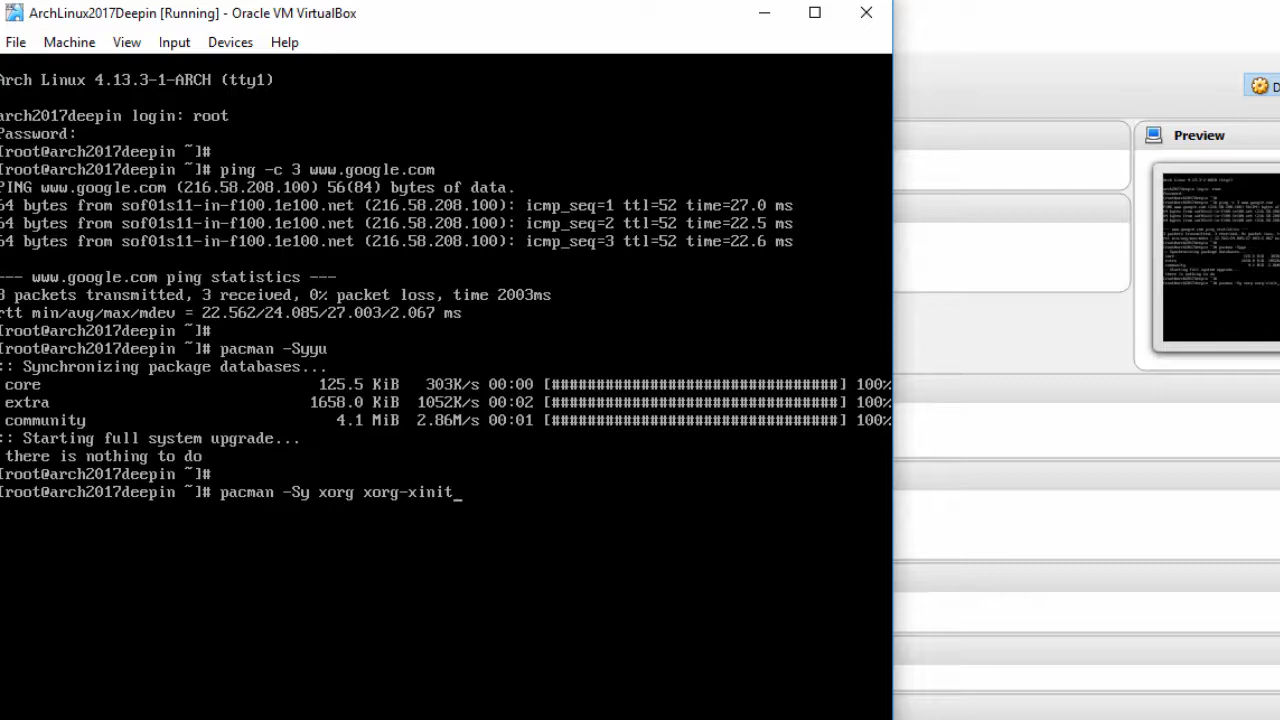 ArchLinux2017Deepin [Running] - Oracle VM VirtualBox
File Machine View Input Devices Help
Arch Linux 4.13.3-1-ARCH (tty1)
arch2017deepin login: root
Password:
[root@arch2017deepin ~]#
[root@arch2017deepin ~]# ping -c 3 www.google.com
PING www.google.com (216.58.208.100) 56(84) bytes of data.
64 bytes from sof01s11-in-f100.1e100.net (216.58.208.100): icmp_seq=1 ttl=52 time=27.0 ms
64 bytes from sof01s11-in-f100.1e100.net (216.58.208.100): icmp_seq=2 ttl=52 time=22.5 ms
64 bytes from sof01s11-in-f100.1e100.net (216.58.208.100): icmp_seq=3 ttl=52 time=22.6 ms
--- www.google.com ping statistics ---
3 packets transmitted, 3 received, 0% packet loss, time 2003ms
rtt min/avg/max/mdev = 22.562/24.085/27.003/2.067 ms
[root@arch2017deepin ~]#
[root@arch2017deepin ~]# pacman -Syyu
:: Synchronizing package databases...
core 125.5 KiB 303K/s 00:00 [################################] 100%
extra 1658.0 KiB 1052K/s 00:02 [################################] 100%
community 4.1 MiB 2.86M/s 00:01 [################################] 100%
:: Starting full system upgrade...
there is nothing to do
[root@arch2017deepin ~]#
[root@arch2017deepin ~]# pacman -Sy xorg xorg-xinit_
D
Preview